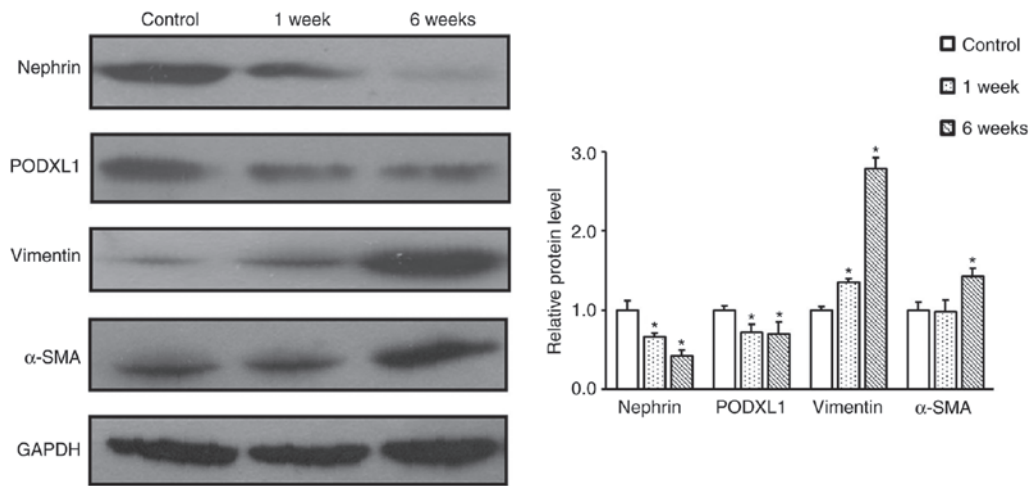 Control 1 week 6 weeks
Nephrin
PODXL1
Vimentin
α-SMA
GAPDH
Control
1 week
6 weeks
Relative protein level
3.0
2.0
1.0
0.0
* * * * * * *
Nephrin PODXL1 Vimentin α-SMA